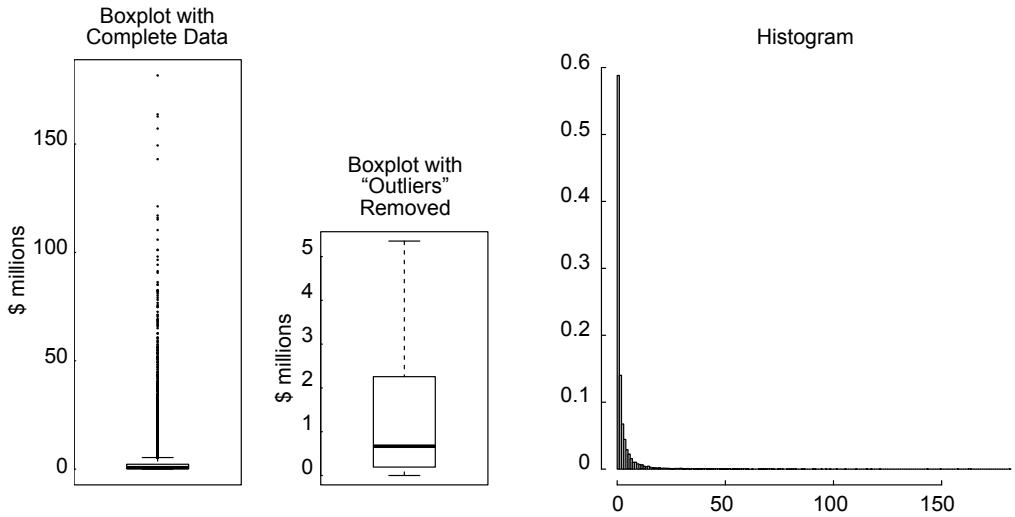 Boxplot with
Complete Data
$ millions
150
100
50
0
Boxplot with
“Outliers”
Removed
$ millions
5
4
3
2
1
0
Histogram
0.6
0.5
0.4
0.3
0.2
0.1
0
0 50 100 150